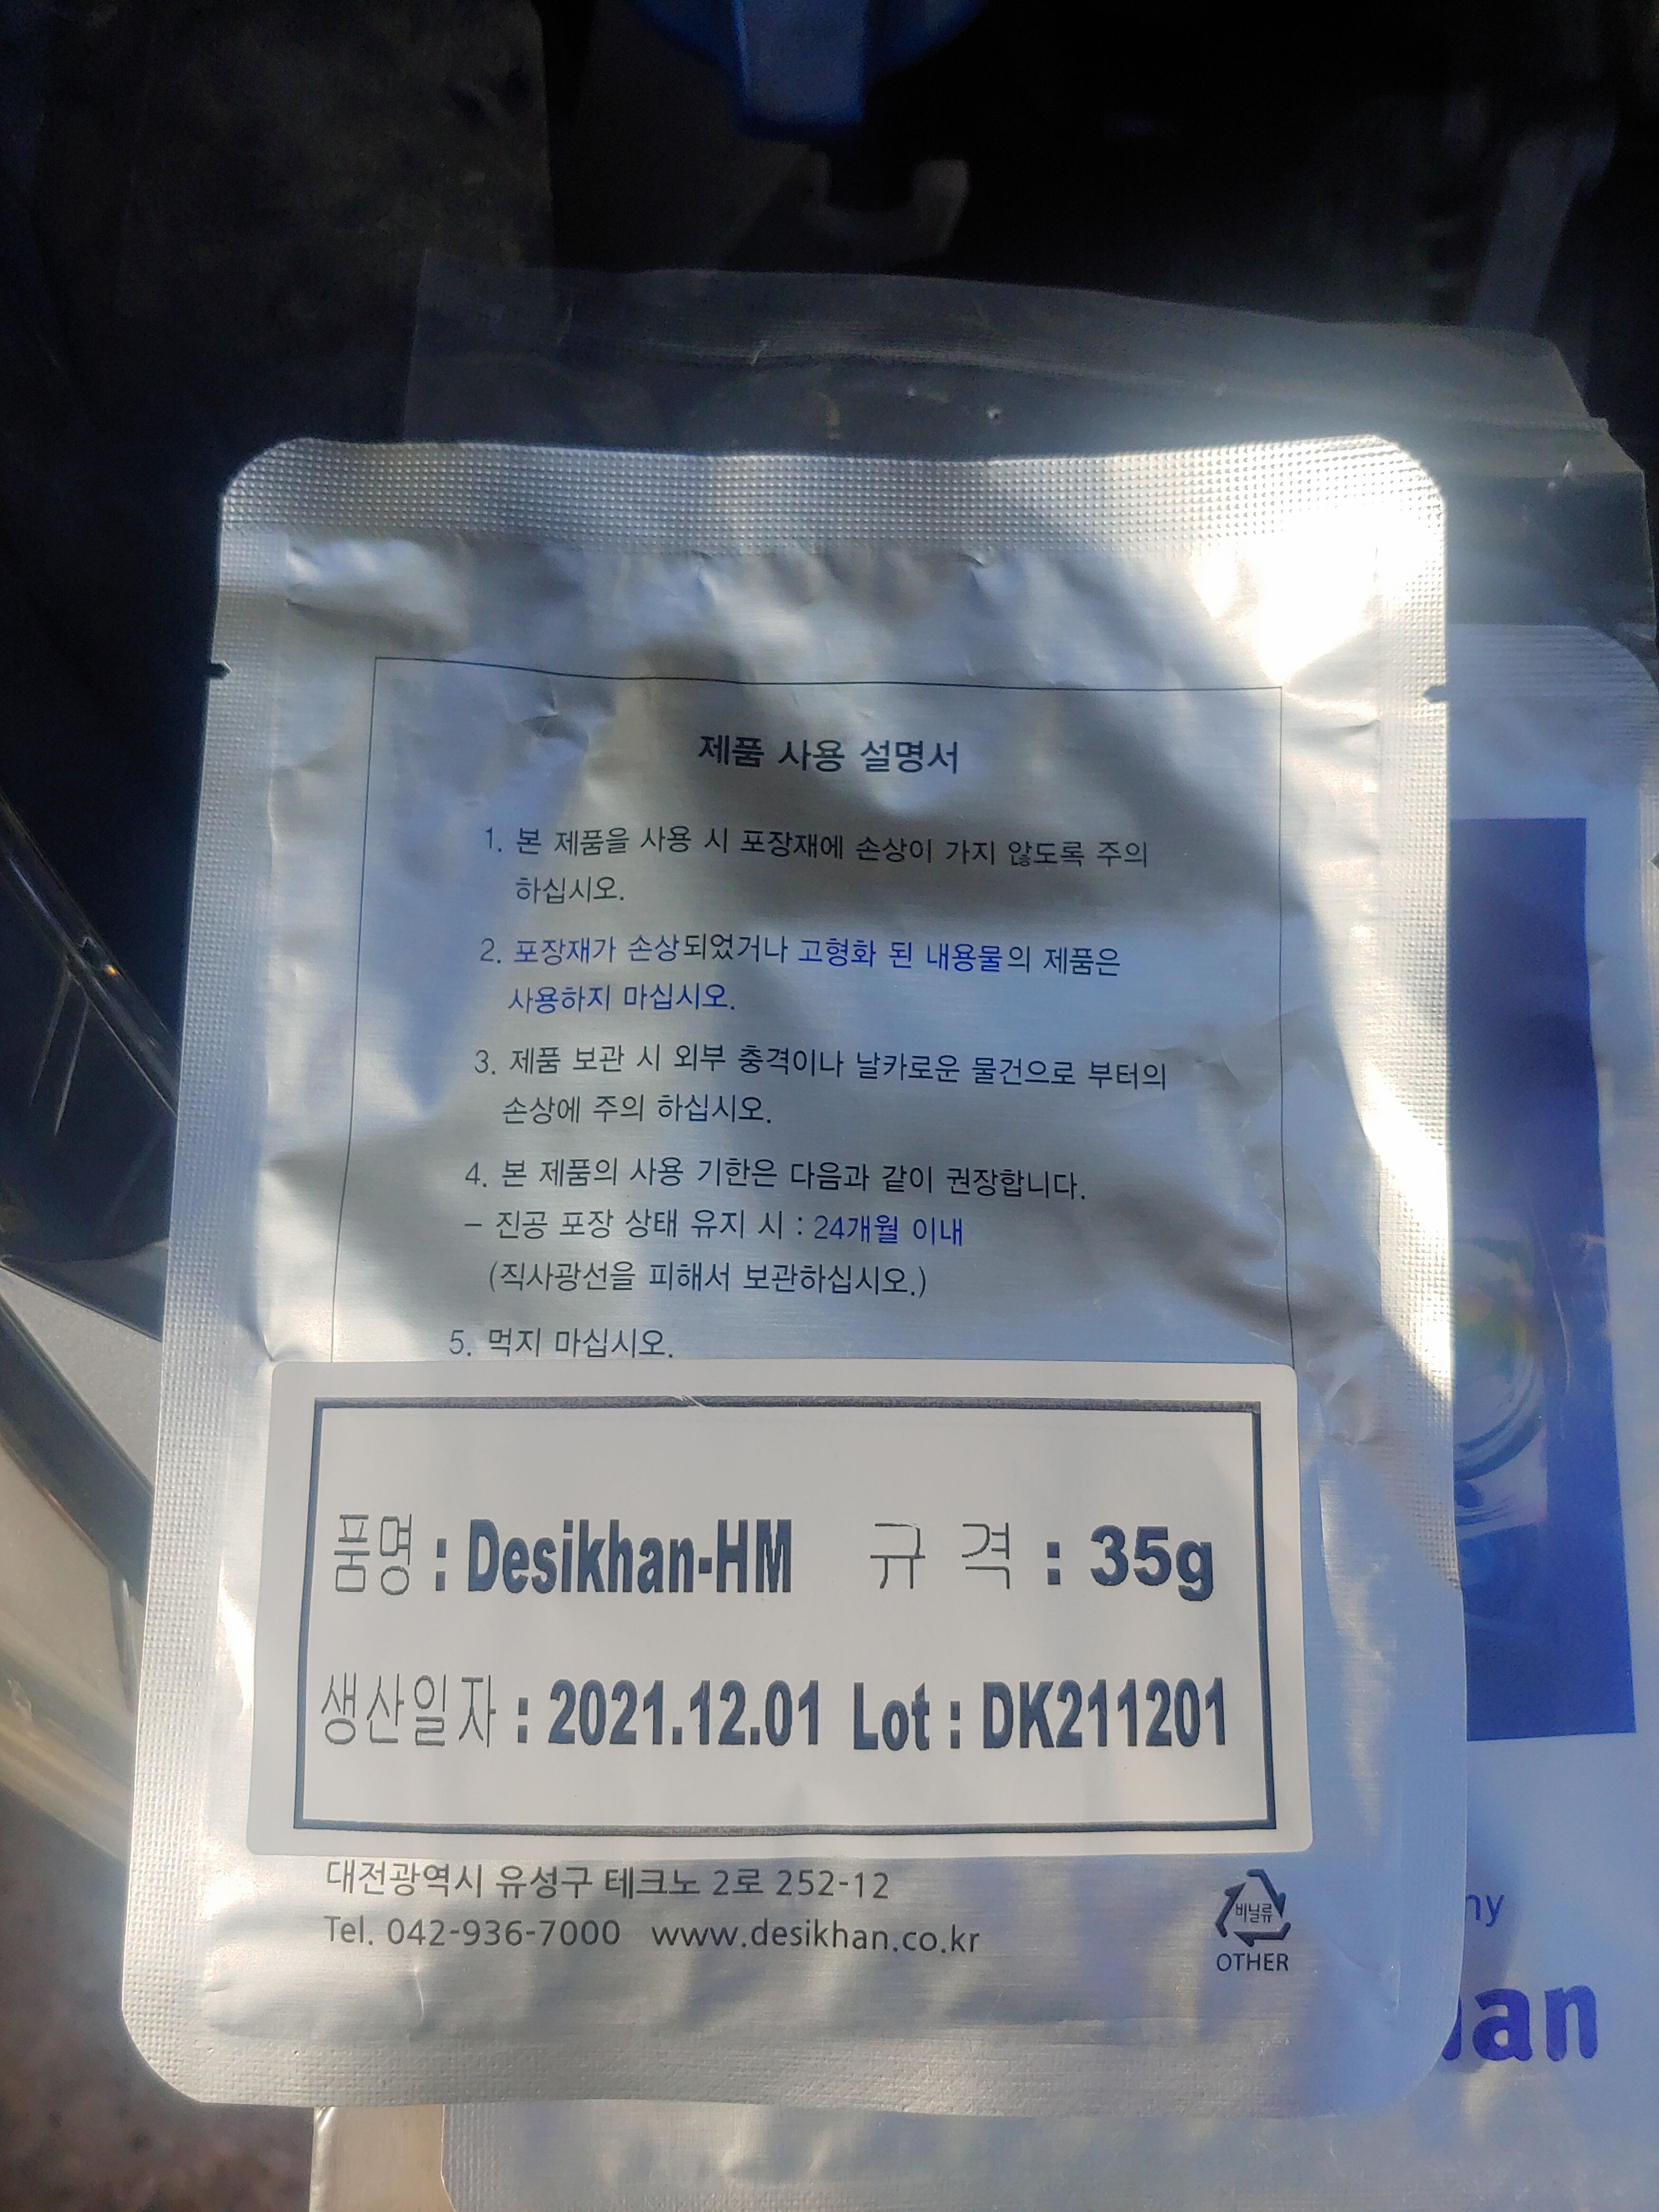 제품 사용 설명서
1. 본 제품을 사용 시 포장재에 손상이 가지 않도록 주의
하십시오.
2. 포장재가 손상되었거나 고형화 된 내용물의 제품은
사용하지 마십시오.
3. 제품 보관 시 외부 충격이나 날카로운 물건으로 부터의
손상에 주의 하십시오.
4. 본 제품의 사용 기한은 다음과 같이 권장합니다.
– 진공 포장 상태 유지 시 : 24개월 이내
(직사광선을 피해서 보관하십시오.)
5. 먹지 마십시오.
품명 : Desikhan-HM 규격 : 35g
생산일자 : 2021.12.01 Lot : DK211201
대전광역시 유성구 테크노 2로 252-12
Tel. 042-936-7000 www.desikhan.co.kr
비닐류
OTHER